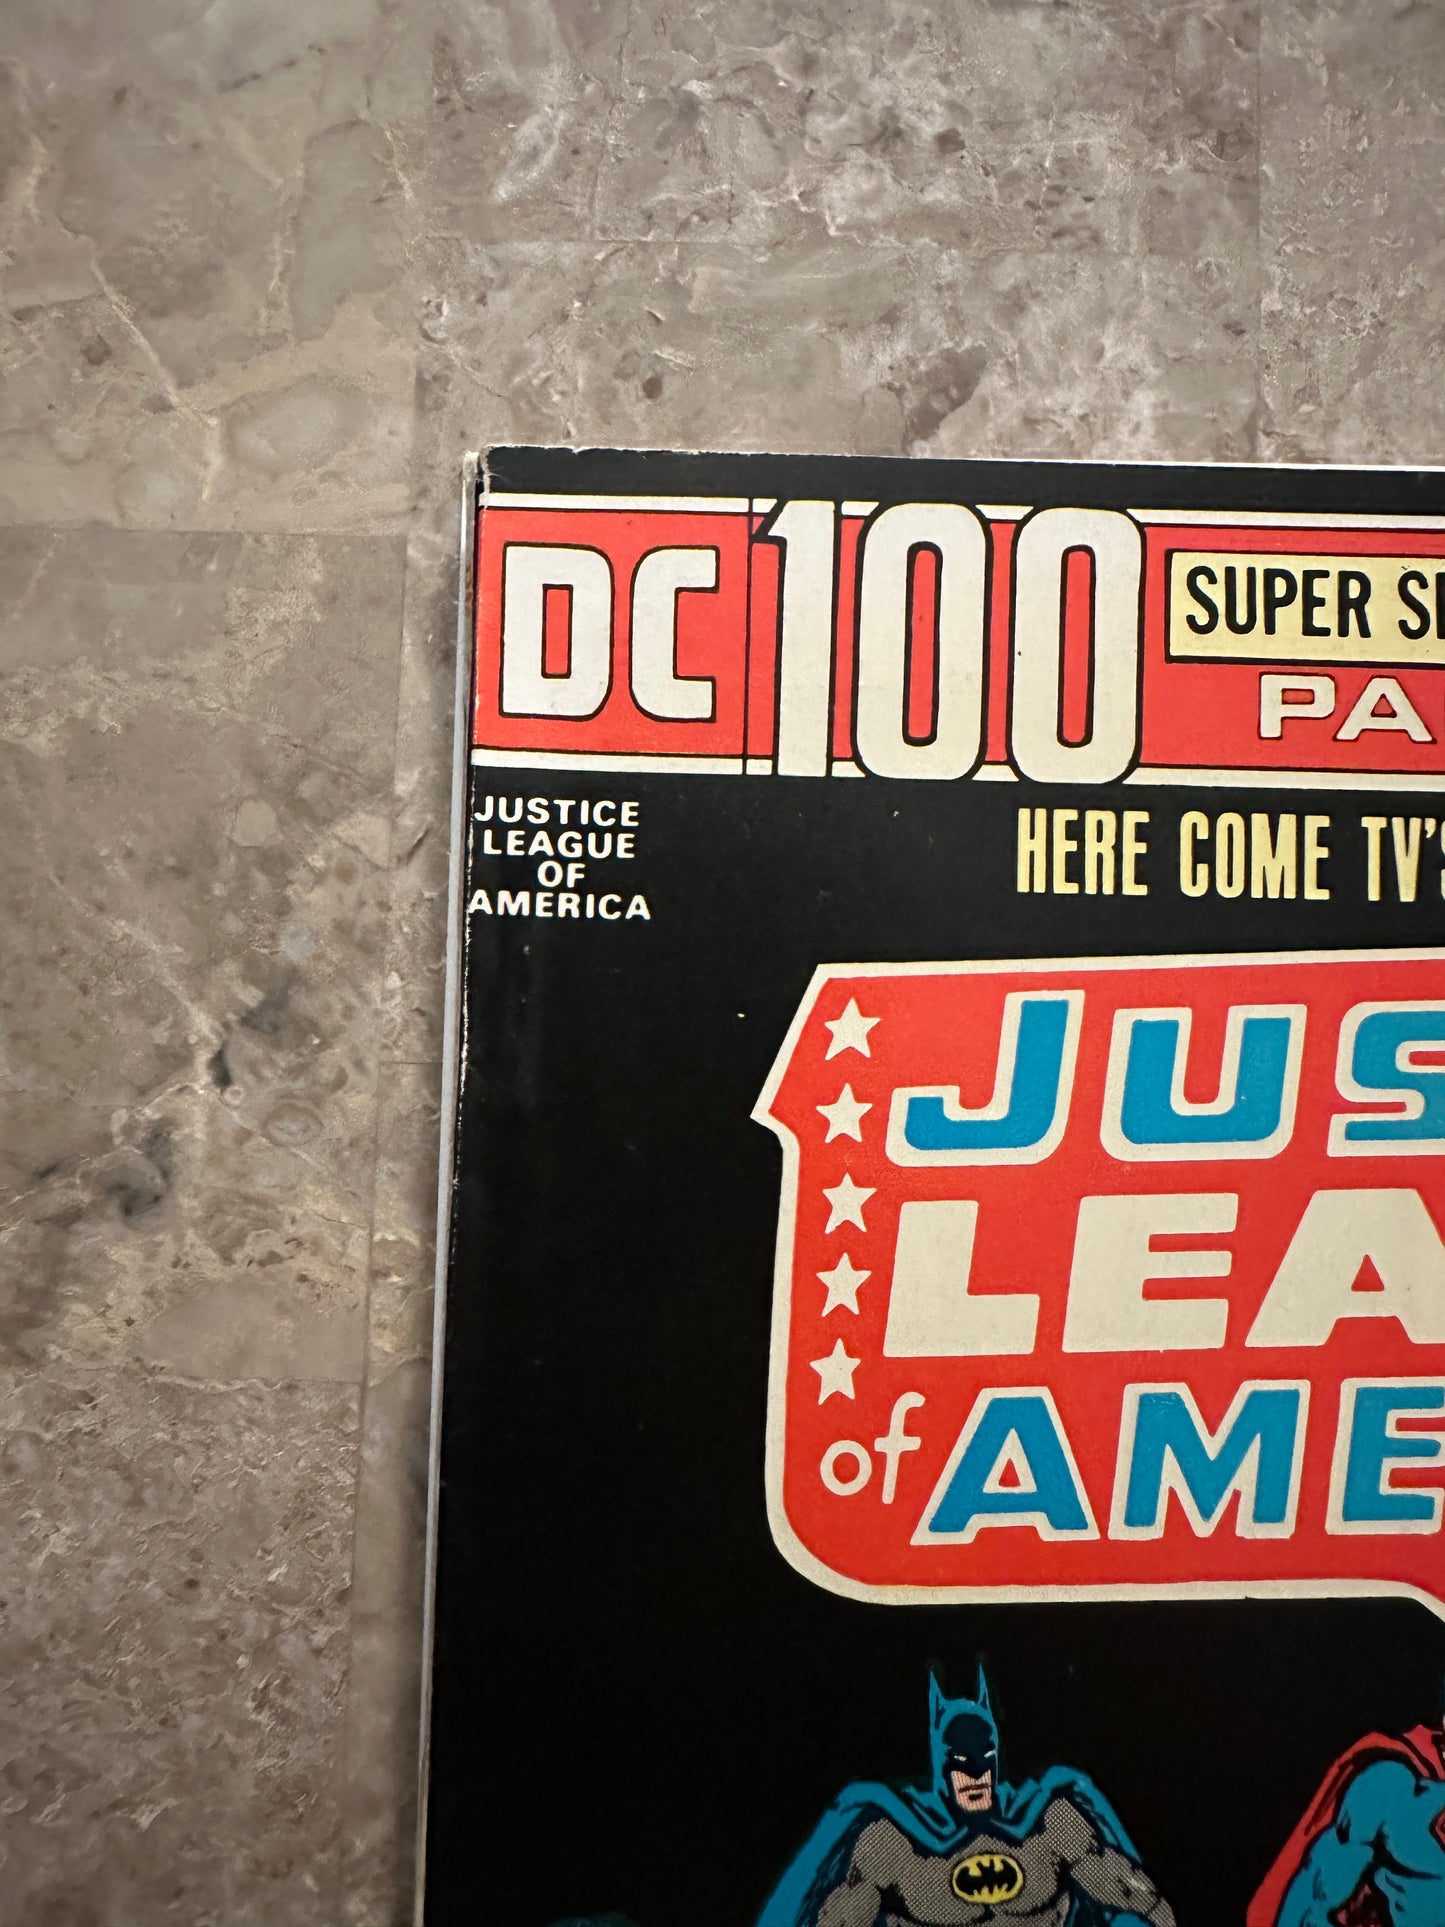 DC 100 SUPER
PA
JUSTICE
LEAGUE
OF
AMERICA
HERE COME TV'S
JUS
LEA
of AME